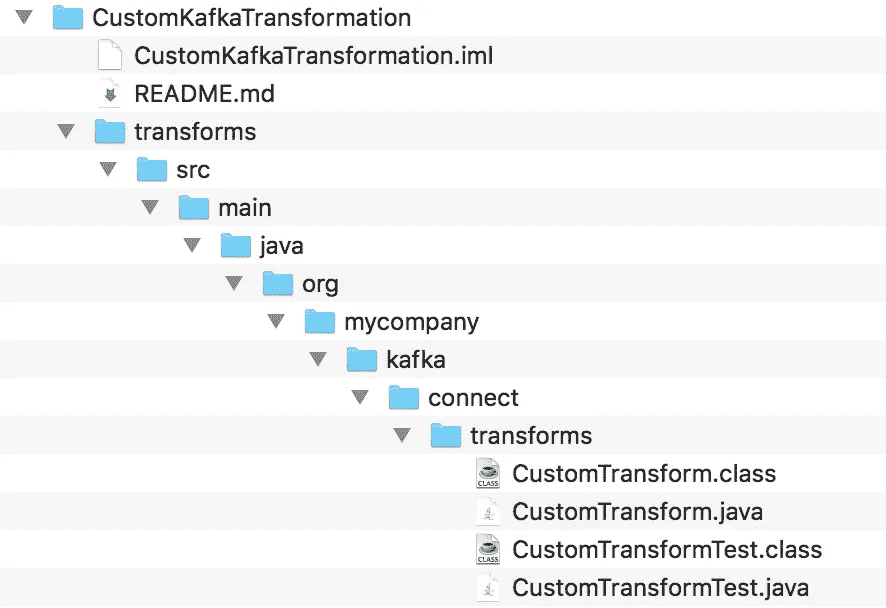 CustomKafkaTransformation
CustomKafkaTransformation.iml
README.md
transforms
src
main
java
org
mycompany
kafka
connect
transforms
CLASS CustomTransform.class
CustomTransform.java
CLASS CustomTransformTest.class
CustomTransformTest.java